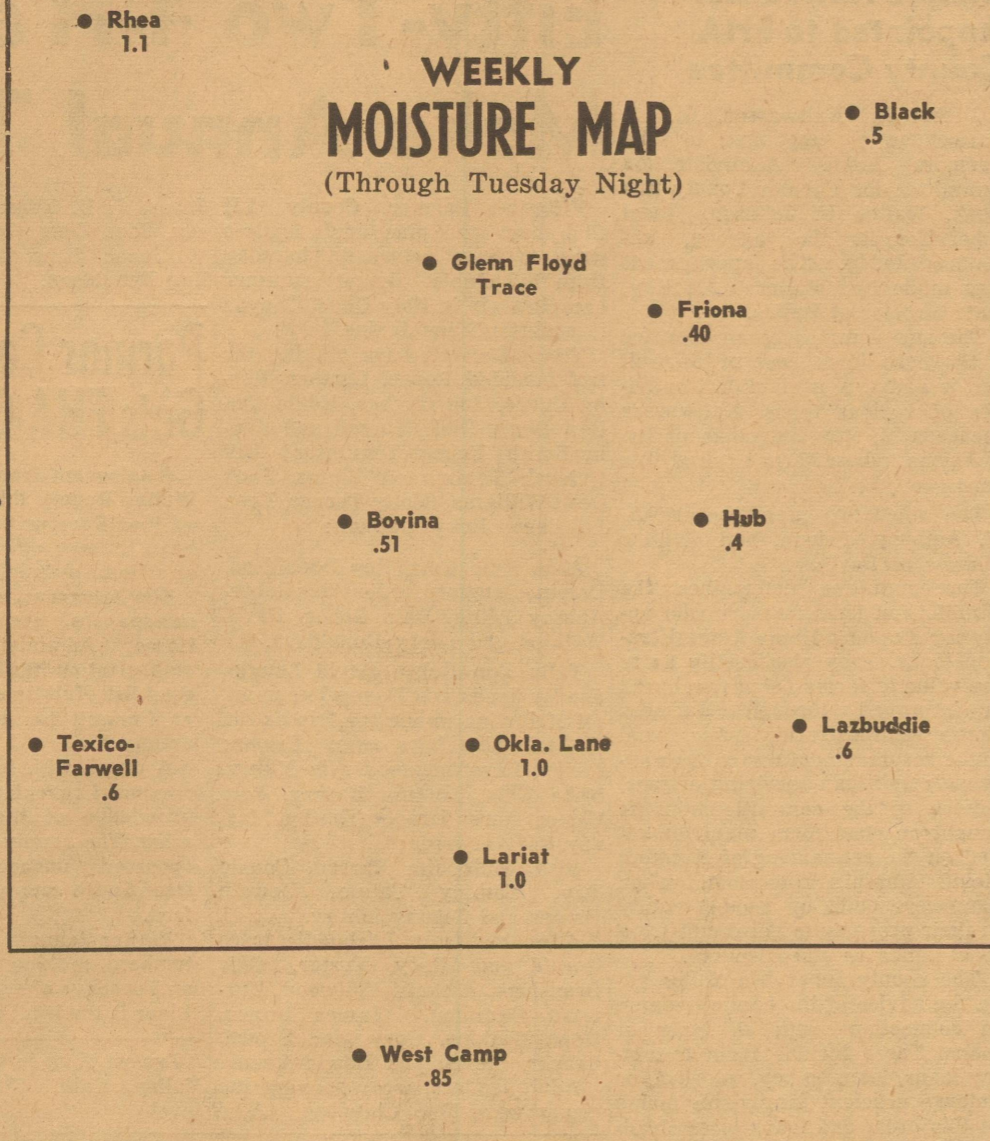 Rhea
1.1
WEEKLY
MOISTURE MAP
(Through Tuesday Night)
Black
.5
Glenn Floyd
Trace
Friona
.40
Bovina
.51
Hub
.4
Texico-
Farwell
.6
Okla. Lane
1.0
Lazbuddie
.6
Lariat
1.0
West Camp
.85